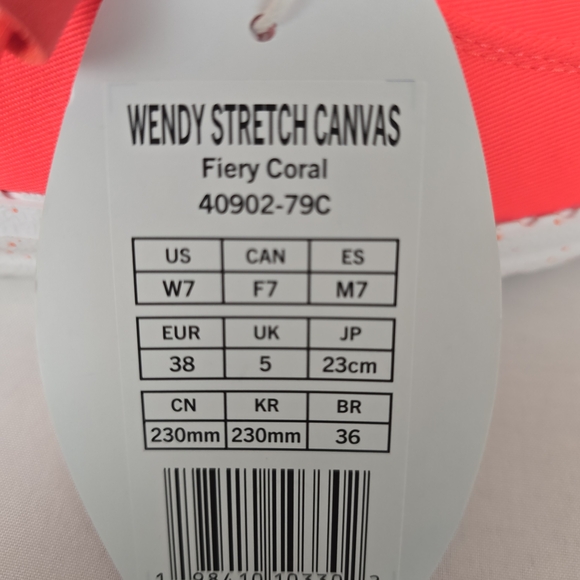 WENDY STRETCH CANVAS
Fiery Coral
40902-79C
US CAN ES
W7 F7 M7
EUR UK JP
38 5 23cm
CN KR BR
230mm 230mm 36